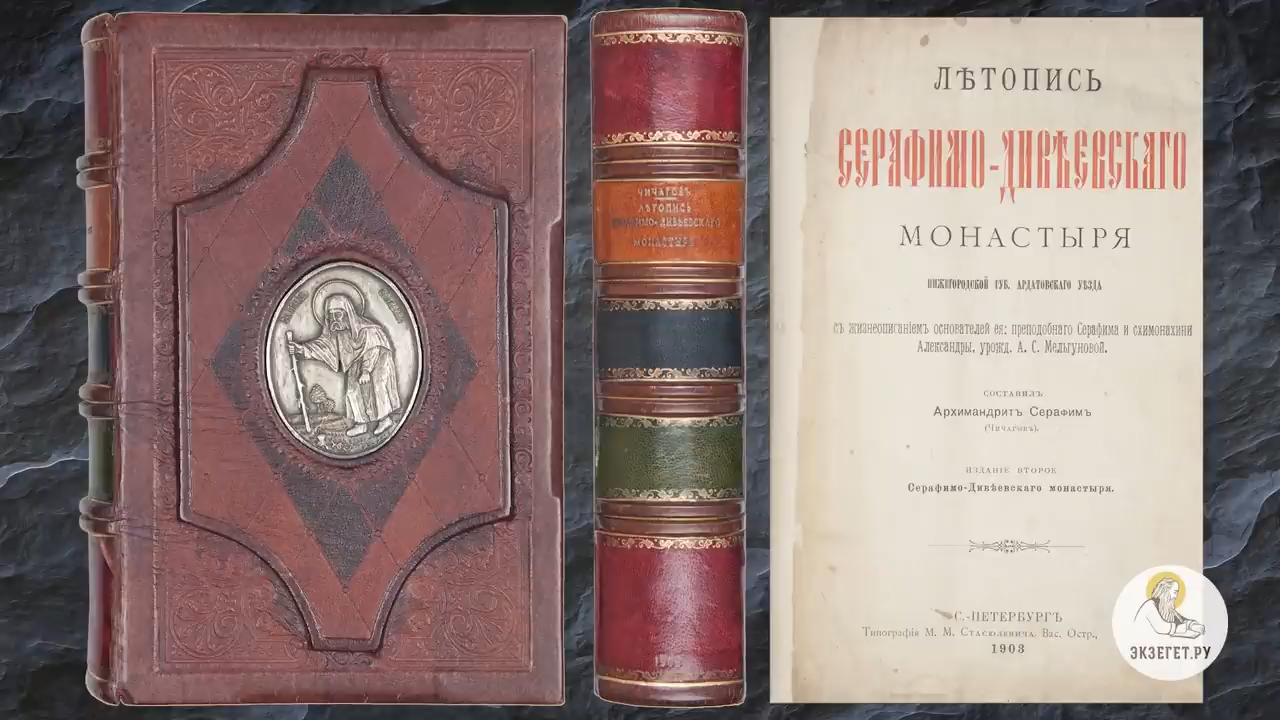 ЧИЧАГОВЪ
ЛѢТОПИСЬ
СЕРАФИМО-ДИВѢЕВСКАГО
МОНАСТЫРЯ
1903
ЛѢТОПИСЬ
СЕРАФИМО-ДИВѢЕВСКАГО
МОНАСТЫРЯ
НИЖЕГОРОДСКОЙ ГУБ. АРДАТОВСКАГО УѢЗДА
съ жизнеописаніемъ основателей ея: преподобнаго Серафима и схимонахини
Александры, урожд. А. С. Мельгуновой.
СОСТАВИЛЪ
Архимандритъ Серафимъ
(Чичаговъ).
ИЗДАНІЕ ВТОРОЕ
Серафимо-Дивѣевскаго монастыря.
С.-ПЕТЕРБУРГЪ
Типографія М. М. Стасюлевича, Вас. Остр.,
1903
ЭКЗЕГЕТ.РУ